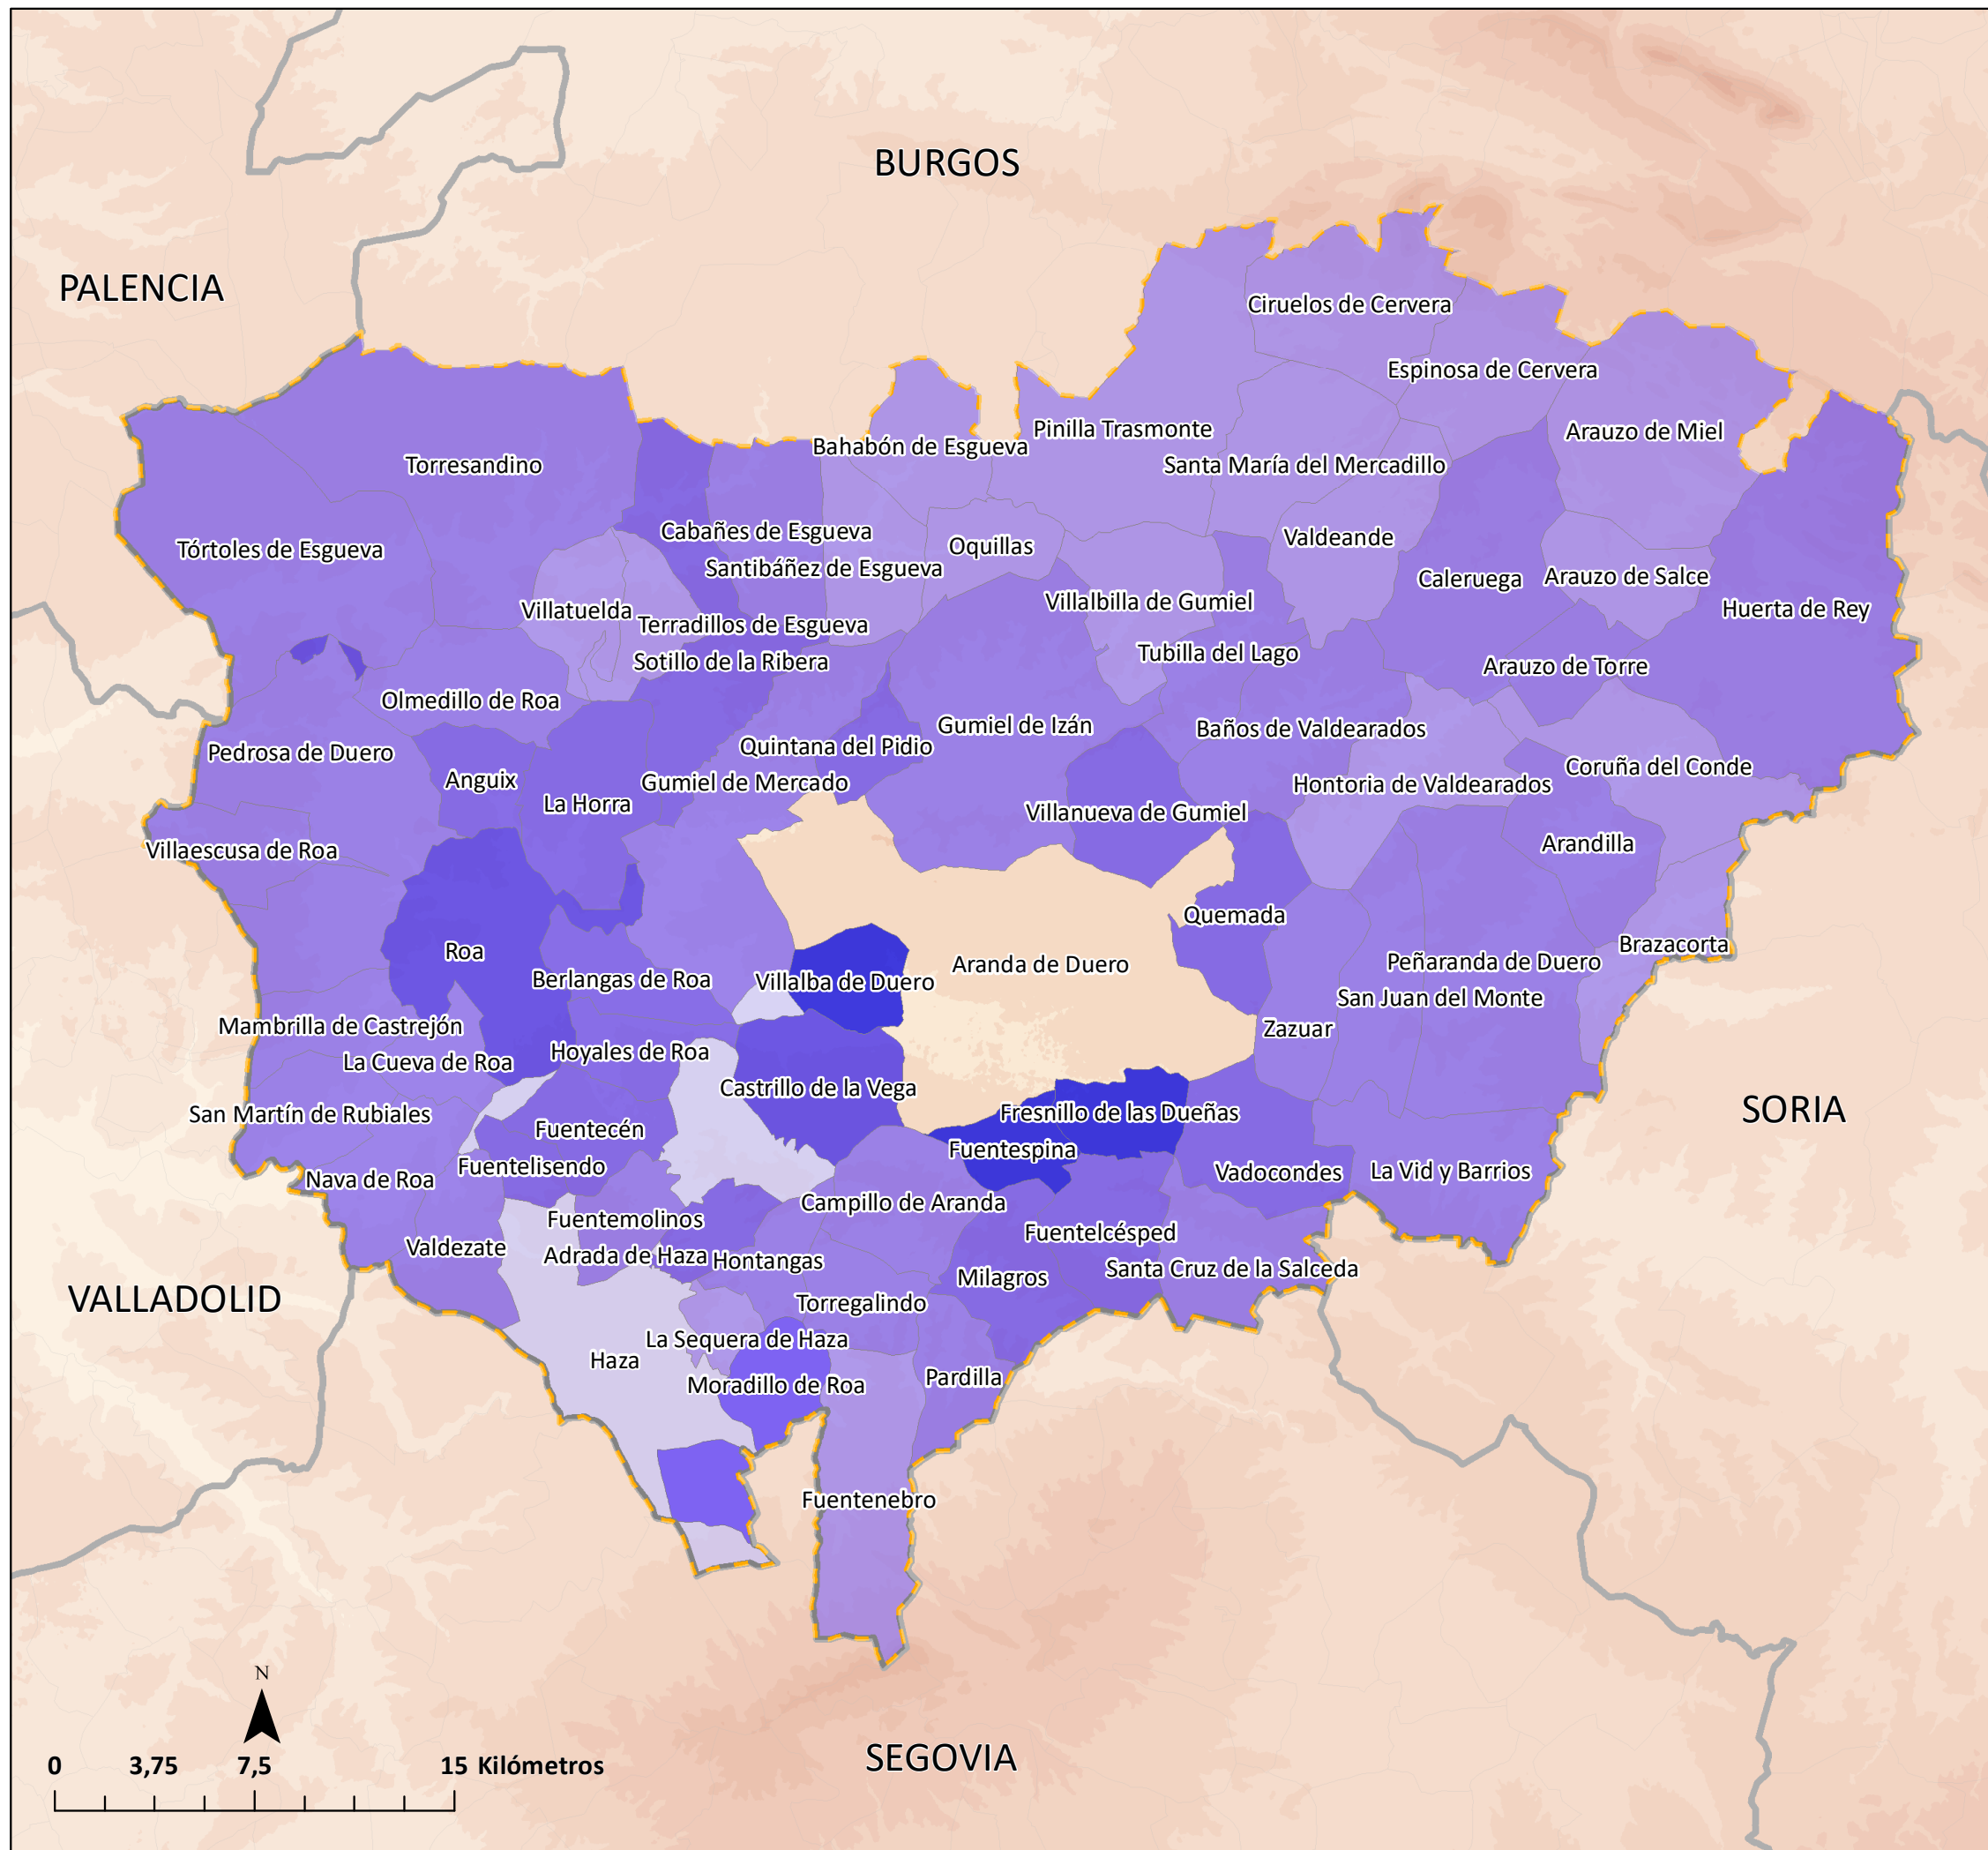 BURGOS
PALENCIA
Ciruelos de Cervera
Espinosa de Cervera
Pinilla Trasmonte
Arauzo de Miel
Bahabón de Esgueva
Torresandino
Santa María del Mercadillo
Cabañes de Esgueva
Valdeande
Oquillas
Tórtoles de Esgueva
Santibáñez de Esgueva
Caleruega
Arauzo de Salce
Villalbilla de Gumiel
Huerta de Rey
Villatuelda
Terradillos de Esgueva
Tubilla del Lago
Sotillo de la Ribera
Arauzo de Torre
Olmedillo de Roa
Gumiel de Izán
Baños de Valdearados
Quintana del Pidio
Pedrosa de Duero
Coruña del Conde
Anguix
Gumiel de Mercado
Hontoria de Valdearados
La Horra
Villanueva de Gumiel
Arandilla
Villaescusa de Roa
Quemada
Brazacorta
Roa
Peñaranda de Duero
Aranda de Duero
Berlangas de Roa
Villalba de Duero
San Juan del Monte
Mambrilla de Castrejón
Zazuar
Hoyales de Roa
La Cueva de Roa
Castrillo de la Vega
SORIA
Fresnillo de las Dueñas
San Martín de Rubiales
Fuentecén
Fuentespina
Fuentelisendo
La Vid y Barrios
Vadocondes
Nava de Roa
Campillo de Aranda
Fuentemolinos
Fuentelcésped
Valdezate
Adrada de Haza
Hontangas
Santa Cruz de la Salceda
Milagros
VALLADOLID
Torregalindo
La Sequera de Haza
Haza
Pardilla
Moradillo de Roa
Fuentenebro
N
SEGOVIA
0 3,75 7,5 15 Kilómetros